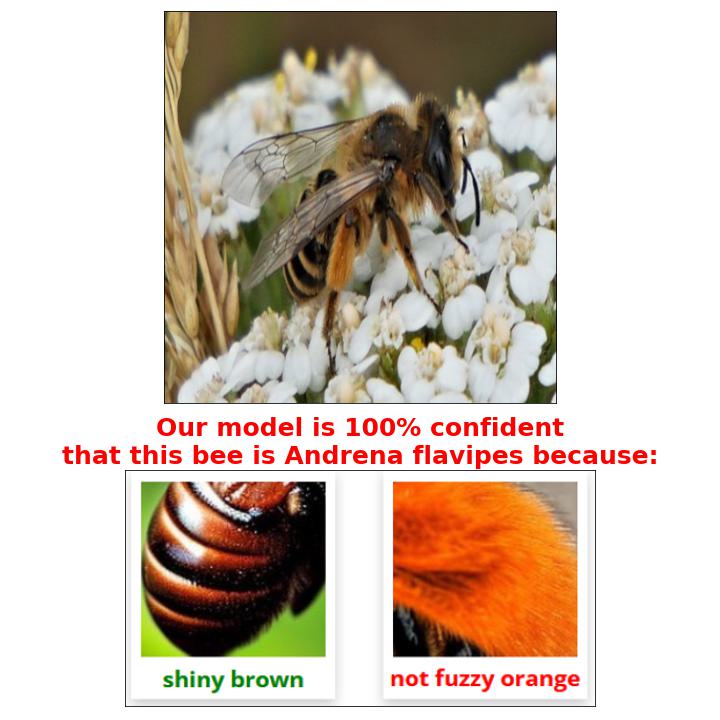 Our model is 100% confident
that this bee is Andrena flavipes because:
shiny brown
not fuzzy orange